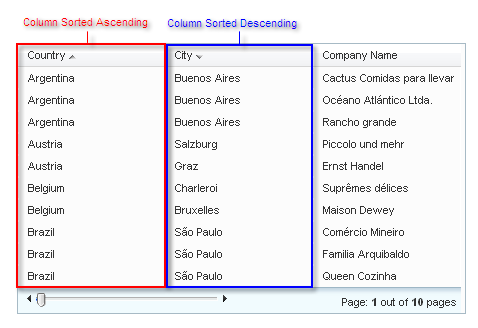 Column Sorted Ascending Column Sorted Descending
Country City Company Name
Argentina Buenos Aires Cactus Comidas para llevar
Argentina Buenos Aires Océano Atlántico Ltda.
Argentina Buenos Aires Rancho grande
Austria Salzburg Piccolo und mehr
Austria Graz Ernst Handel
Belgium Charleroi Suprêmes délices
Belgium Bruxelles Maison Dewey
Brazil São Paulo Comércio Mineiro
Brazil São Paulo Familia Arquibaldo
Brazil São Paulo Queen Cozinha
Page: 1 out of 10 pages